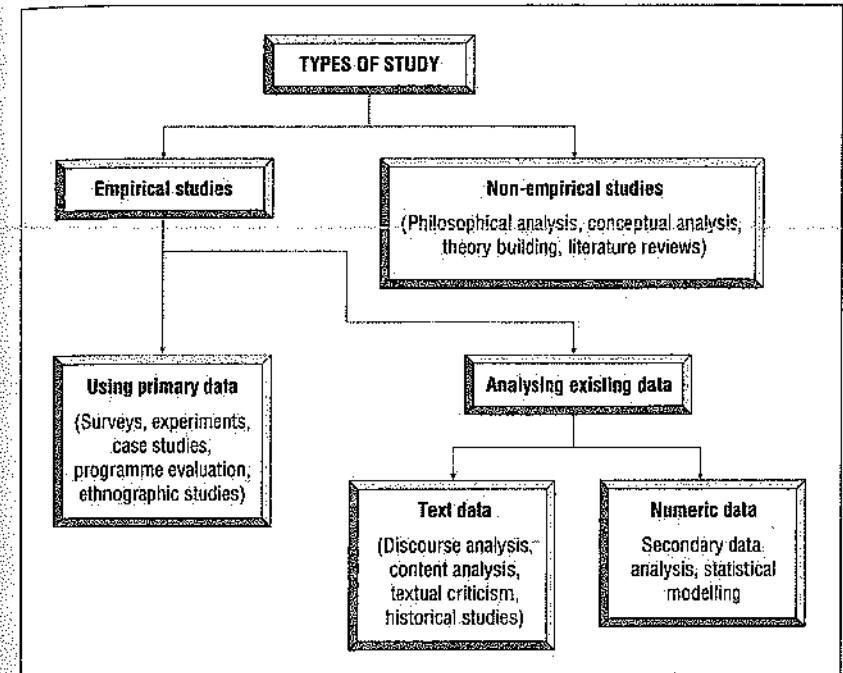 TYPES OF STUDY
Empirical studies
Non-empirical studies
(Philosophical analysis, conceptual analysis,
theory building, literature reviews)
Using primary data
(Surveys, experiments,
case studies,
programme evaluation,
ethnographic studies)
Analysing existing data
Text data
(Discourse analysis,
content analysis,
textual criticism,
historical studies)
Numeric data
Secondary data
analysis, statistical
modelling